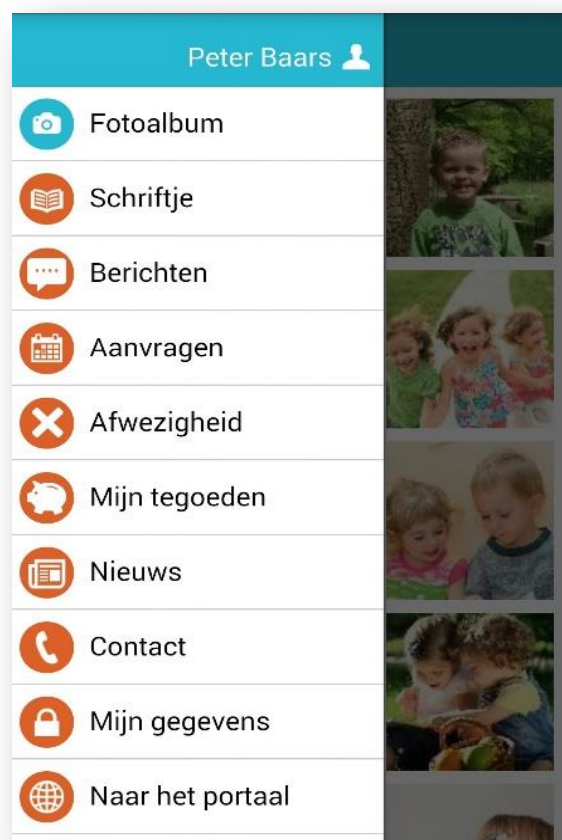 Peter Baars
Fotoalbum
Schriftje
Berichten
Aanvragen
Afwezigheid
Mijn tegoeden
Nieuws
Contact
Mijn gegevens
Naar het portaal